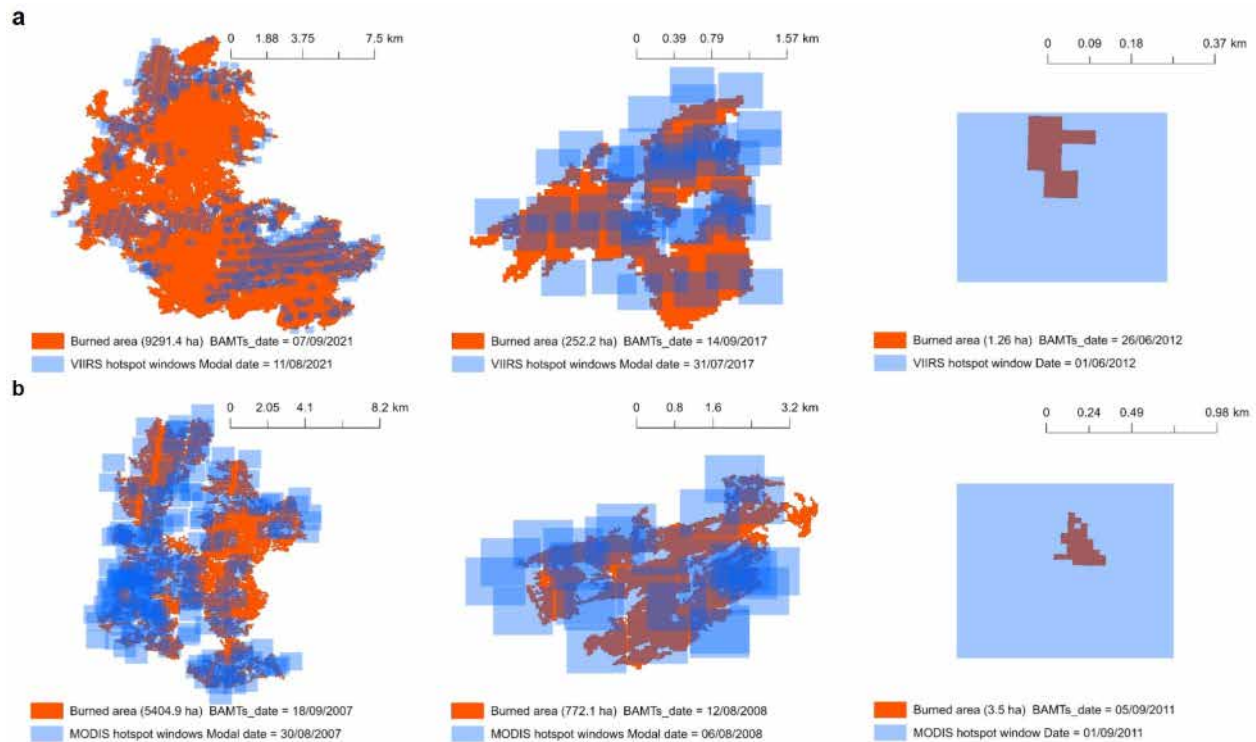 a
0 1.88 3.75 7.5 km
0 0.39 0.79 1.57 km
0 0.09 0.18 0.37 km
Burned area (9291.4 ha) BAMTs_date = 07/09/2021
VIIRS hotspot windows Modal date = 11/08/2021
Burned area (252.2 ha) BAMTs_date = 14/09/2017
VIIRS hotspot windows Modal date = 31/07/2017
Burned area (1.26 ha) BAMTs_date = 26/06/2012
VIIRS hotspot window Date = 01/06/2012
b
0 2.05 4.1 8.2 km
0 0.8 1.6 3.2 km
0 0.24 0.49 0.98 km
Burned area (5404.9 ha) BAMTs_date = 18/09/2007
MODIS hotspot windows Modal date = 30/08/2007
Burned area (772.1 ha) BAMTs_date = 12/08/2008
MODIS hotspot windows Modal date = 06/08/2008
Burned area (3.5 ha) BAMTs_date = 05/09/2011
MODIS hotspot window Date = 01/09/2011